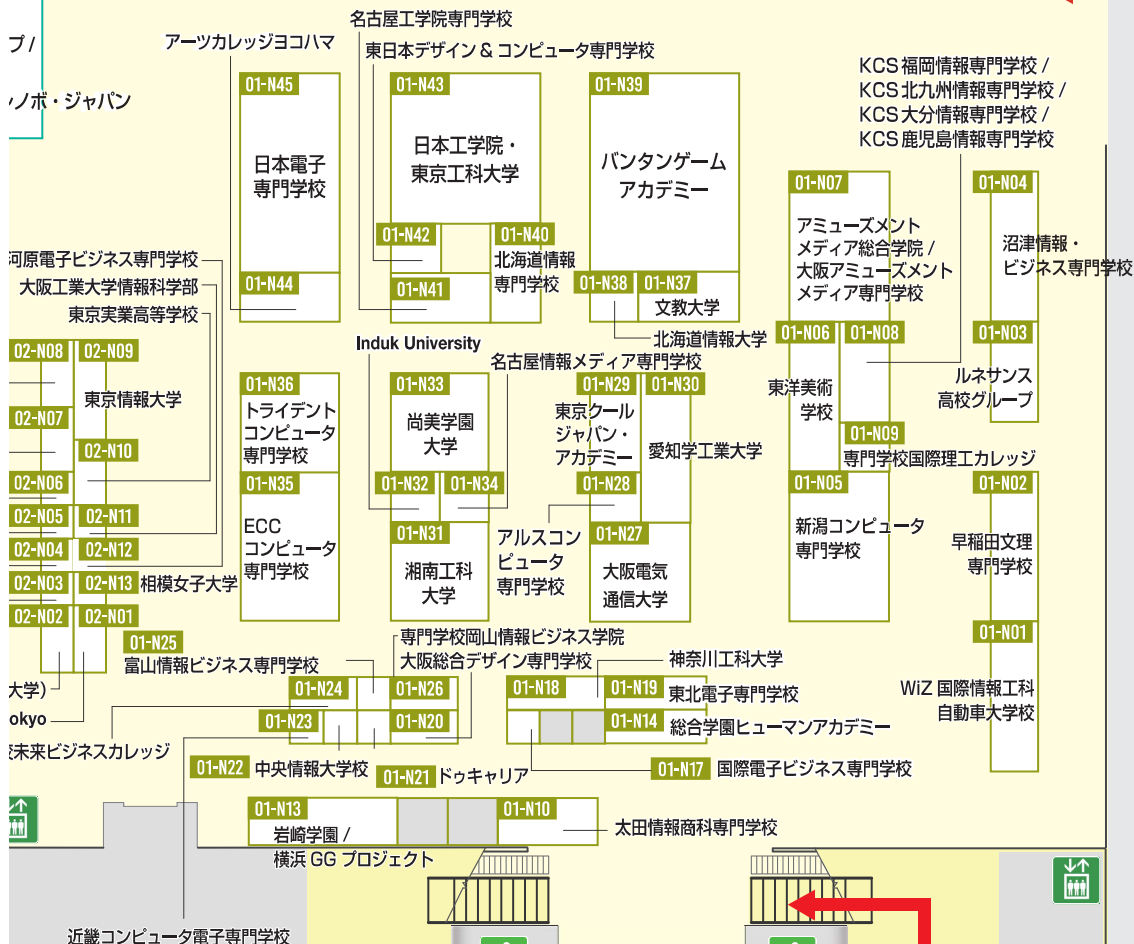 プ/
ノボ・ジャパン
名古屋工学院専門学校
アーツカレッジヨコハマ
東日本デザイン & コンピュータ専門学校
KCS 福岡情報専門学校 /
KCS 北九州情報専門学校 /
KCS 大分情報専門学校 /
KCS 鹿児島情報専門学校
01-N45
日本電子
専門学校
01-N44
01-N43
日本工学院・
東京工科大学
01-N42
01-N41
01-N40
北海道情報
専門学校
01-N39
バンタンゲーム
アカデミー
01-N38
01-N37
文教大学
北海道情報大学
01-N07
アミューズメント
メディア総合学院 /
大阪アミューズメント
メディア専門学校
01-N06
東洋美術
学校
01-N08
01-N09
専門学校国際理工カレッジ
01-N05
新潟コンピュータ
専門学校
01-N04
沼津情報・
ビジネス専門学校
01-N03
ルネサンス
高校グループ
01-N02
早稲田文理
専門学校
01-N01
WiZ 国際情報工科
自動車大学校
河原電子ビジネス専門学校
大阪工業大学情報科学部
東京実業高等学校
02-N08
02-N09
東京情報大学
02-N07
02-N10
02-N06
02-N05
02-N11
02-N04
02-N12
02-N03
02-N13
相模女子大学
02-N02
02-N01
大学)
okyo
未来ビジネスカレッジ
Induk University
名古屋情報メディア専門学校
01-N36
トライデント
コンピュータ
専門学校
01-N35
ECC
コンピュータ
専門学校
01-N33
尚美学園
大学
01-N32
01-N34
01-N31
湘南工科
大学
01-N29
東京クール
ジャパン・
アカデミー
01-N30
愛知学工業大学
01-N28
アルスコン
ピュータ
専門学校
01-N27
大阪電気
通信大学
01-N25
富山情報ビジネス専門学校
専門学校岡山情報ビジネス学院
大阪総合デザイン専門学校
01-N24
01-N26
01-N23
01-N20
01-N22
中央情報大学校
01-N21
ドゥキャリア
神奈川工科大学
01-N18
01-N19
東北電子専門学校
01-N14
総合学園ヒューマンアカデミー
01-N17
国際電子ビジネス専門学校
01-N13
岩崎学園 /
横浜 GG プロジェクト
01-N10
太田情報商科専門学校
近畿コンピュータ電子専門学校